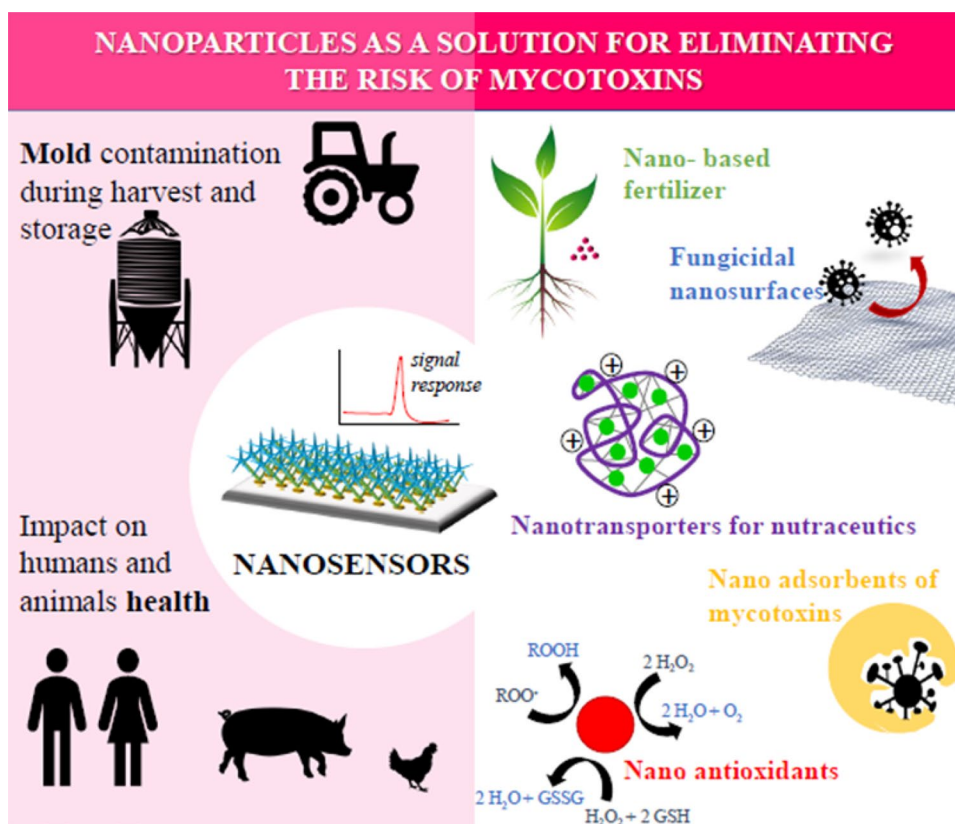 NANOPARTICLES AS A SOLUTION FOR ELIMINATING
THE RISK OF MYCOTOXINS
Mold contamination
during harvest and
storage
Nano- based
fertilizer
Fungicidal
nanosurfaces
signal
response
NANOSENSORS
+
+
+
+
+
Nanotransporters for nutraceutics
Impact on
humans and
animals health
Nano adsorbents of
mycotoxins
ROOH
2 H₂O₂
ROO·
2 H₂O + O₂
Nano antioxidants
2 H₂O + GSSG
H₂O₂ + 2 GSH